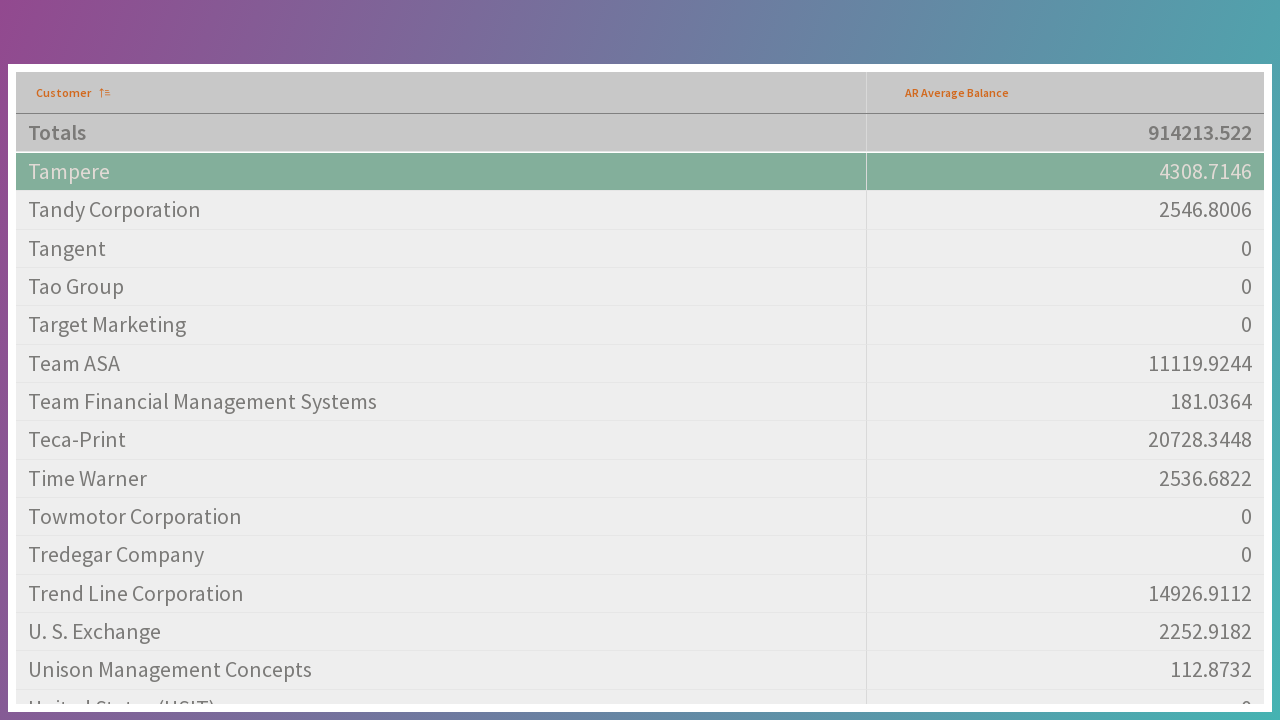 Customer AR Average Balance
Totals 914213.522
Tampere 4308.7146
Tandy Corporation 2546.8006
Tangent 0
Tao Group 0
Target Marketing 0
Team ASA 11119.9244
Team Financial Management Systems 181.0364
Teca-Print 20728.3448
Time Warner 2536.6822
Towmotor Corporation 0
Tredegar Company 0
Trend Line Corporation 14926.9112
U. S. Exchange 2252.9182
Unison Management Concepts 112.8732